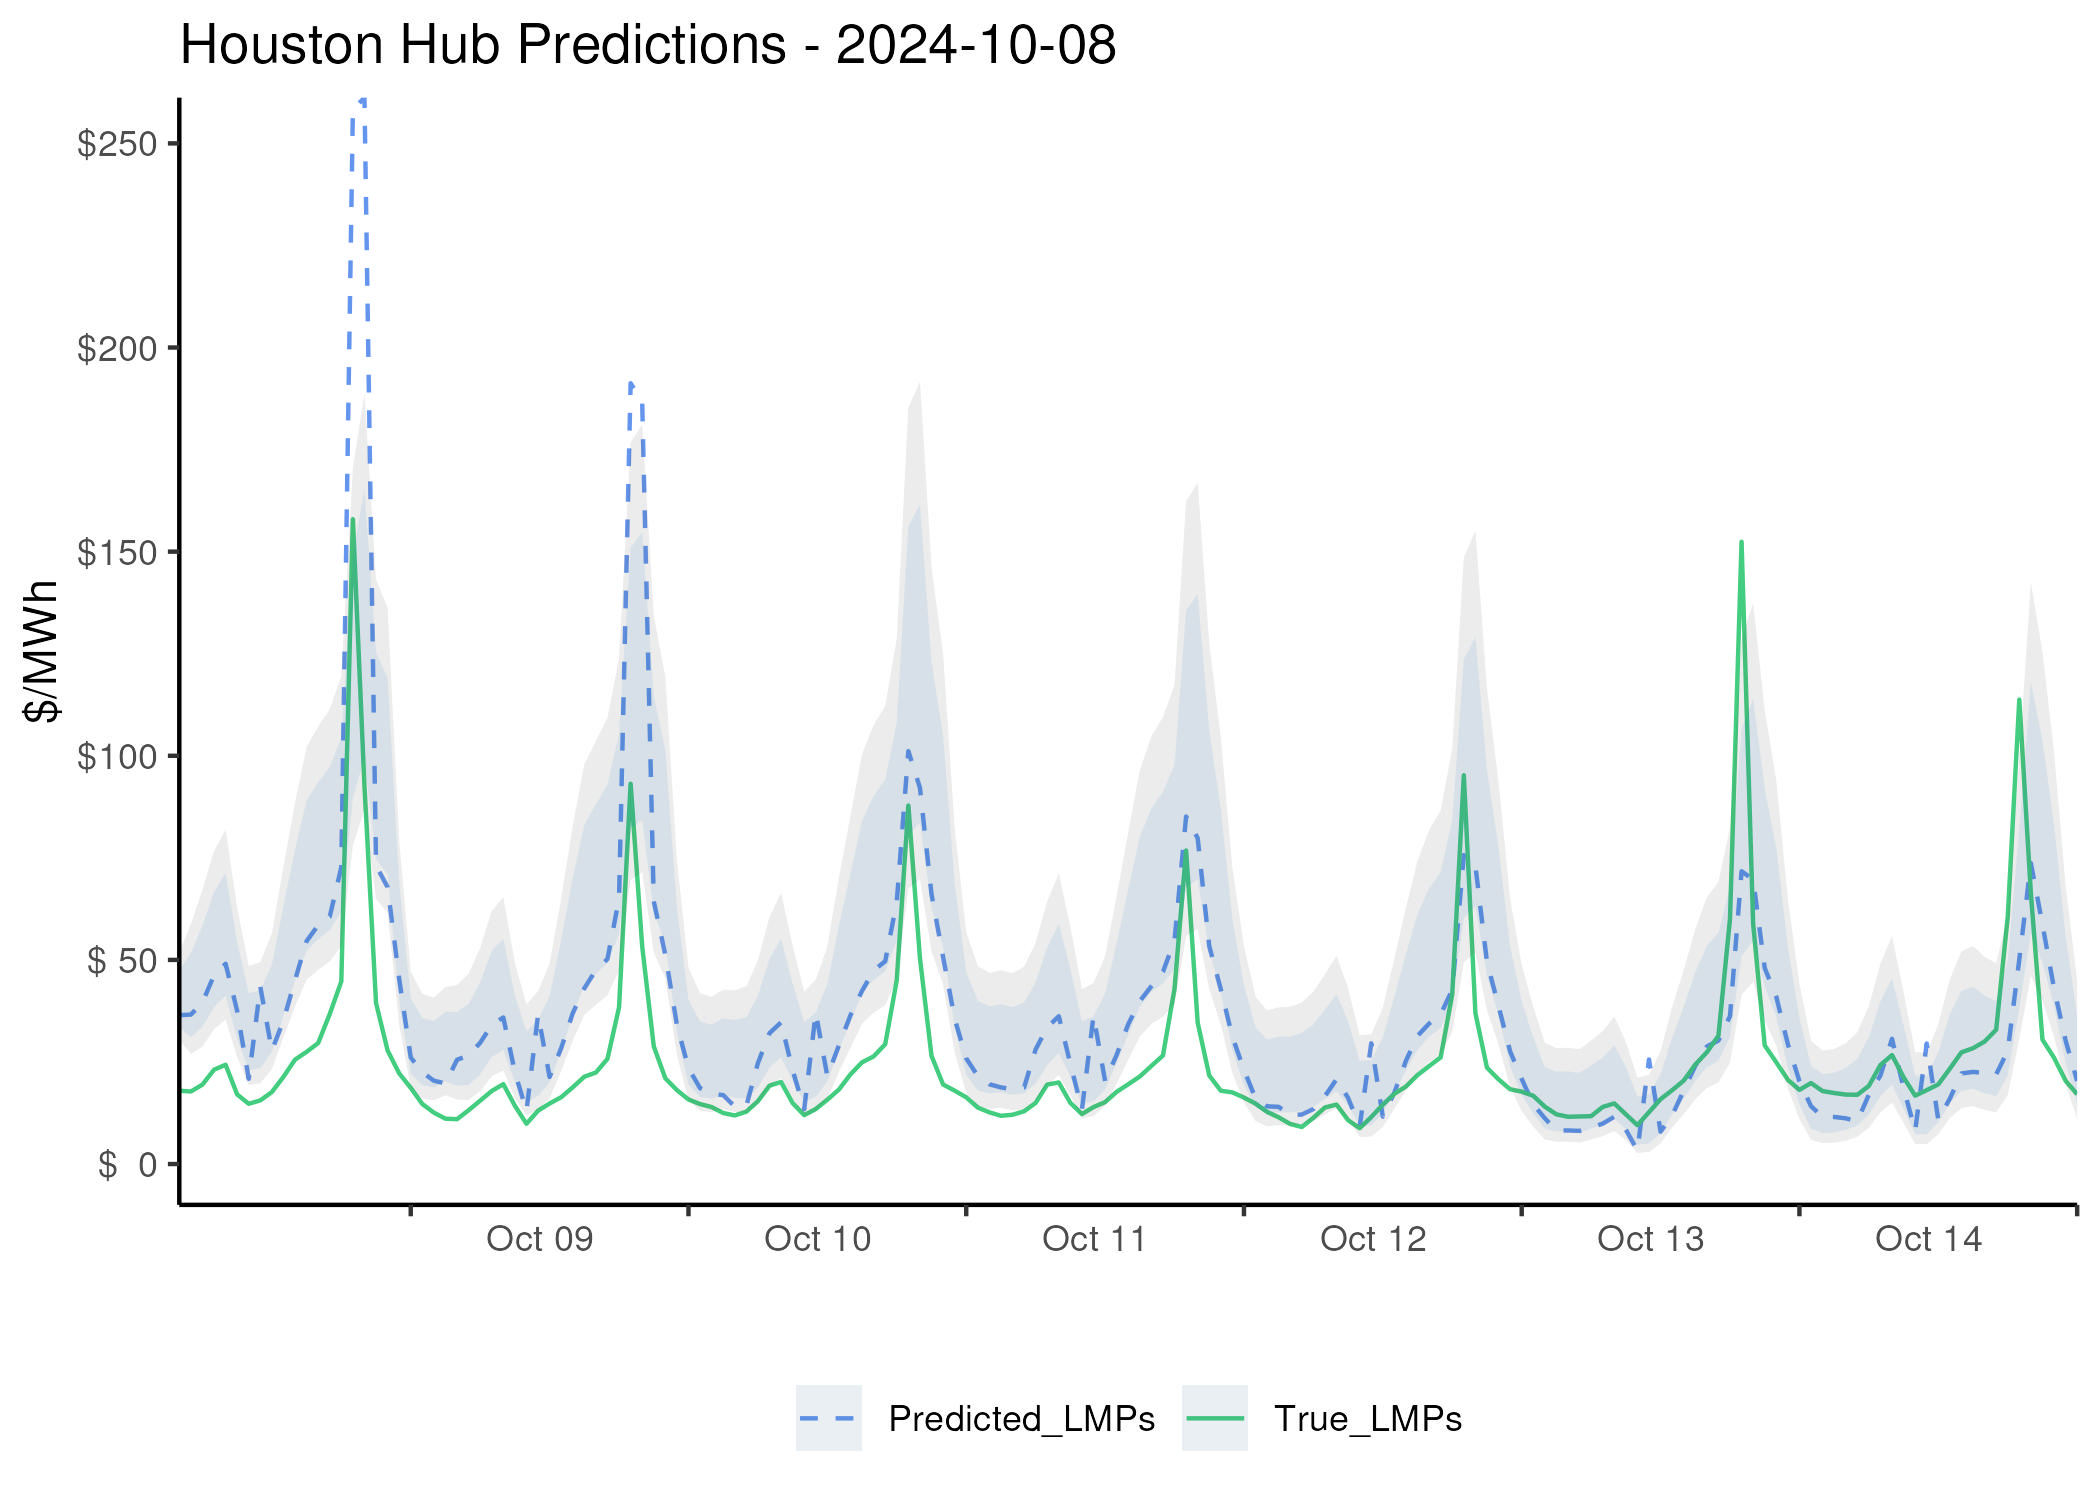 Houston Hub Predictions - 2024-10-08
$/MWh
$250
$200
$150
$100
$ 50
$  0
Oct 09
Oct 10
Oct 11
Oct 12
Oct 13
Oct 14
Predicted_LMPs
True_LMPs